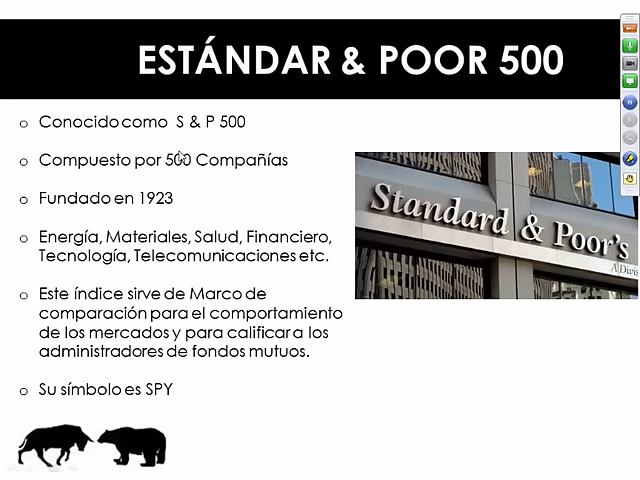 ESTÁNDAR & POOR 500
Conocido como S & P 500
Compuesto por 500 Compañías
Fundado en 1923
Energía, Materiales, Salud, Financiero,
Tecnología, Telecomunicaciones etc.
Este índice sirve de Marco de
comparación para el comportamiento
de los mercados y para calificar a los
administradores de fondos mutuos.
Su símbolo es SPY
Standard & Poor's
A Divis